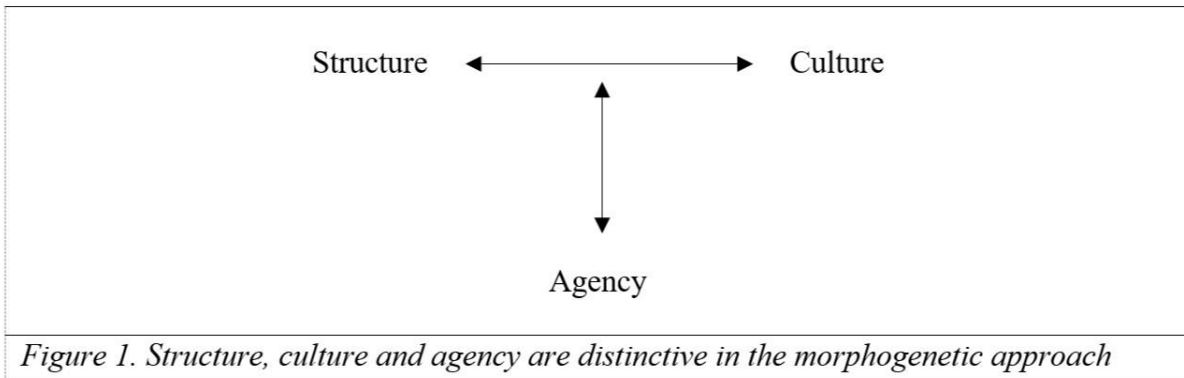 Structure Culture
Agency
Figure 1. Structure, culture and agency are distinctive in the morphogenetic approach